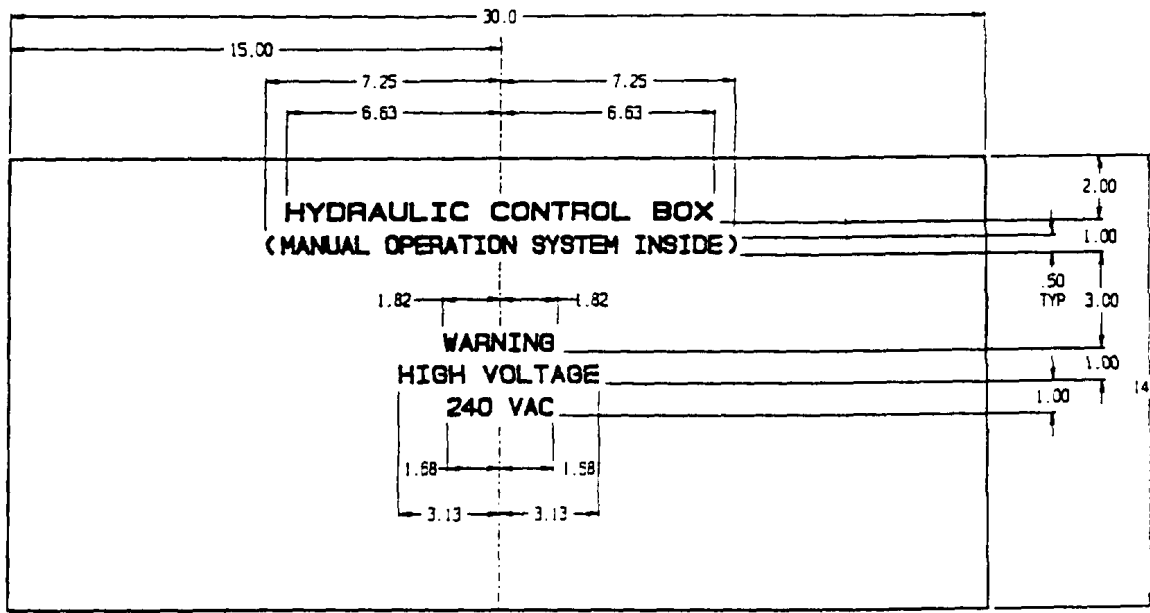 30.0
15.00
7.25 7.25
6.63 6.63
2.00
HYDRAULIC CONTROL BOX
1.00
(MANUAL OPERATION SYSTEM INSIDE)
.50
TYP 3.00
1.82 1.82
WARNING
1.00
HIGH VOLTAGE
14
1.00
240 VAC
1.58 1.58
3.13 3.13